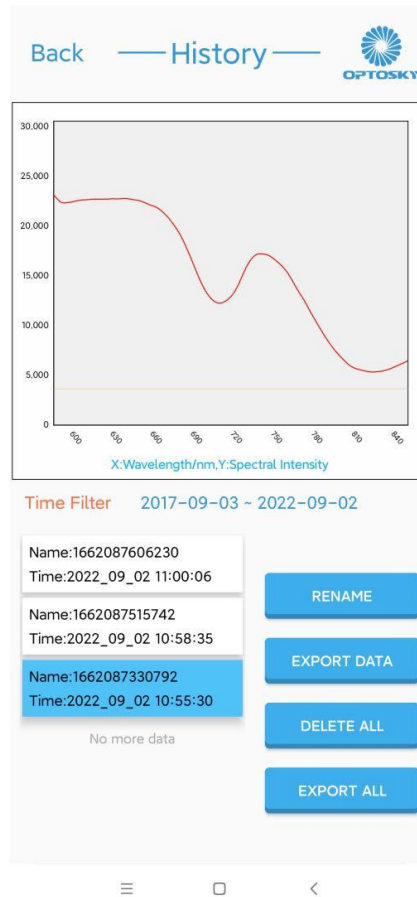 Back
History
OPTOSKY
30,000
25,000
20,000
15,000
10,000
5,000
0
600 630 660 690 720 750 780 810 840
X:Wavelength/nm,Y:Spectral Intensity
Time Filter 2017-09-03 ~ 2022-09-02
Name:1662087606230
Time:2022_09_02 11:00:06
Name:1662087515742
Time:2022_09_02 10:58:35
Name:1662087330792
Time:2022_09_02 10:55:30
No more data
RENAME
EXPORT DATA
DELETE ALL
EXPORT ALL